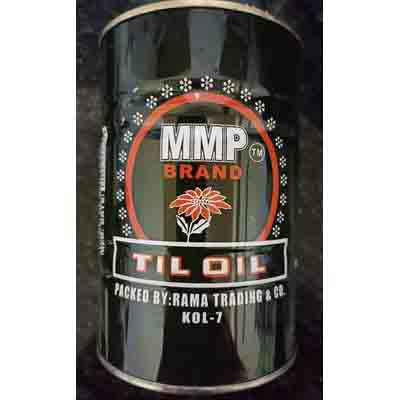 MMP
TM
BRAND
TIL OIL
PACKED BY:RAMA TRADING & CO.
KOL-7